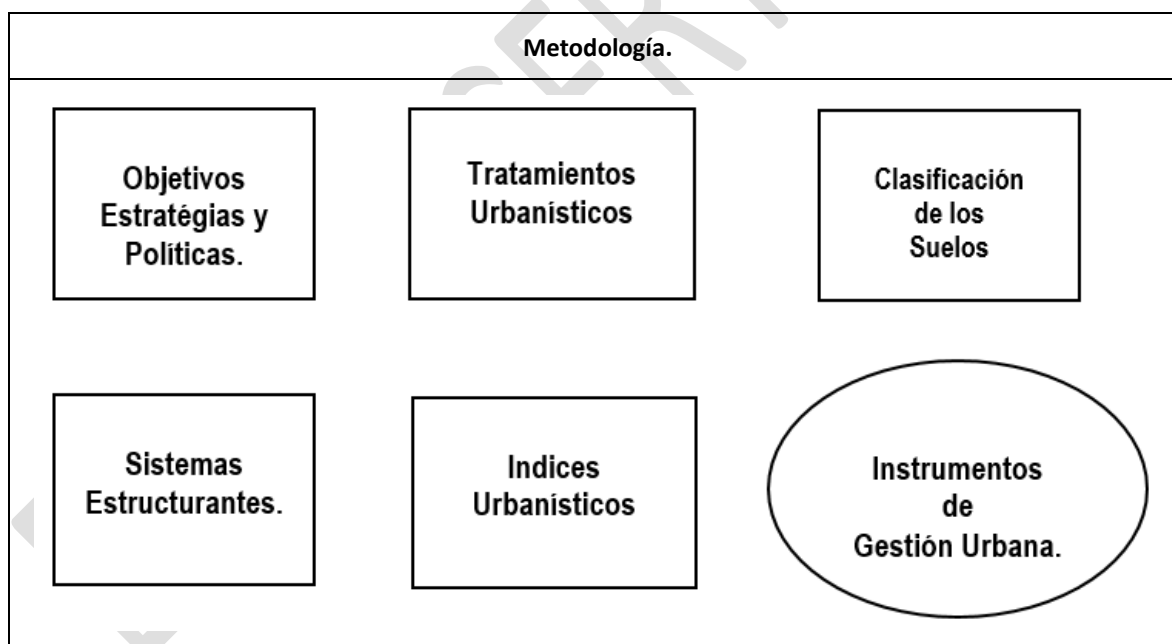 Metodología.
Objetivos
Estratégias y
Políticas.
Tratamientos
Urbanísticos
Clasificación
de los
Suelos
Sistemas
Estructurantes.
Indices
Urbanísticos
Instrumentos
de
Gestión Urbana.